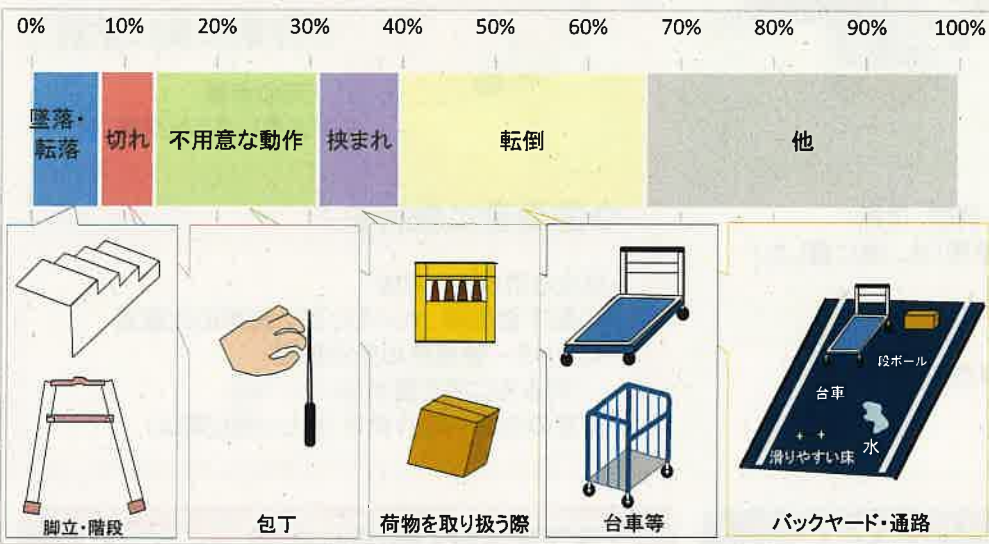 0% 10% 20% 30% 40% 50% 60% 70% 80% 90% 100%
墜落・
転落
切れ
不用意な動作
挟まれ
転倒
他
段ボール
台車
水
滑りやすい床
脚立・階段
包丁
荷物を取り扱う際
台車等
バックヤード・通路